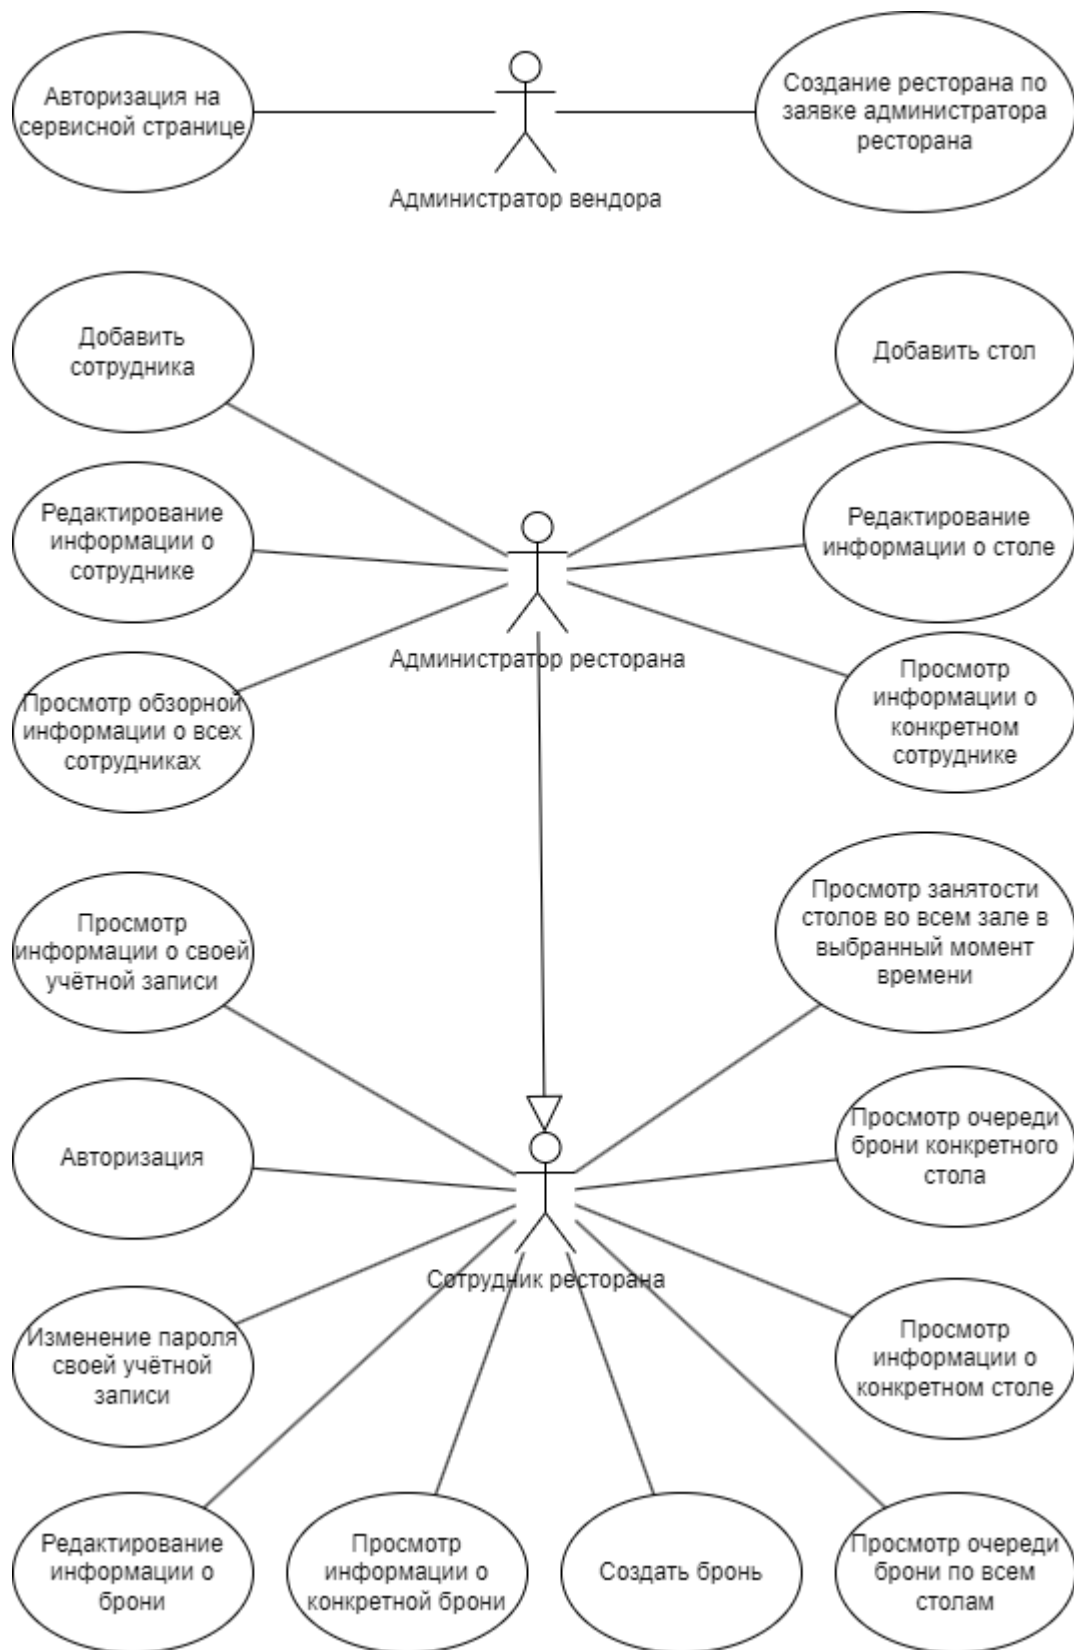 Авторизация на
сервисной странице
Создание ресторана по
заявке администратора
ресторана
Администратор вендора
Добавить
сотрудника
Добавить стол
Редактирование
информации о
сотруднике
Редактирование
информации о столе
Администратор ресторана
Просмотр обзорной
информации о всех
сотрудниках
Просмотр
информации о
конкретном
сотруднике
Просмотр
информации о своей
учётной записи
Просмотр занятости
столов во всем зале в
выбранный момент
времени
Авторизация
Просмотр очереди
брони конкретного
стола
Сотрудник ресторана
Изменение пароля
своей учётной
записи
Просмотр
информации о
конкретном столе
Редактирование
информации о
брони
Просмотр
информации о
конкретной брони
Создать бронь
Просмотр очереди
брони по всем
столам